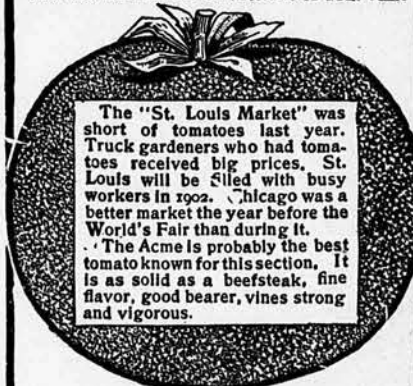 The "St. Louis Market" was
short of tomatoes last year.
Truck gardeners who had toma-
toes received big prices. St.
Louis will be filled with busy
workers in 1902. Chicago was a
better market the year before the
World's Fair than during it.
The Acme is probably the best
tomato known for this section. It
is as solid as a beefsteak, fine
flavor, good bearer, vines strong
and vigorous.